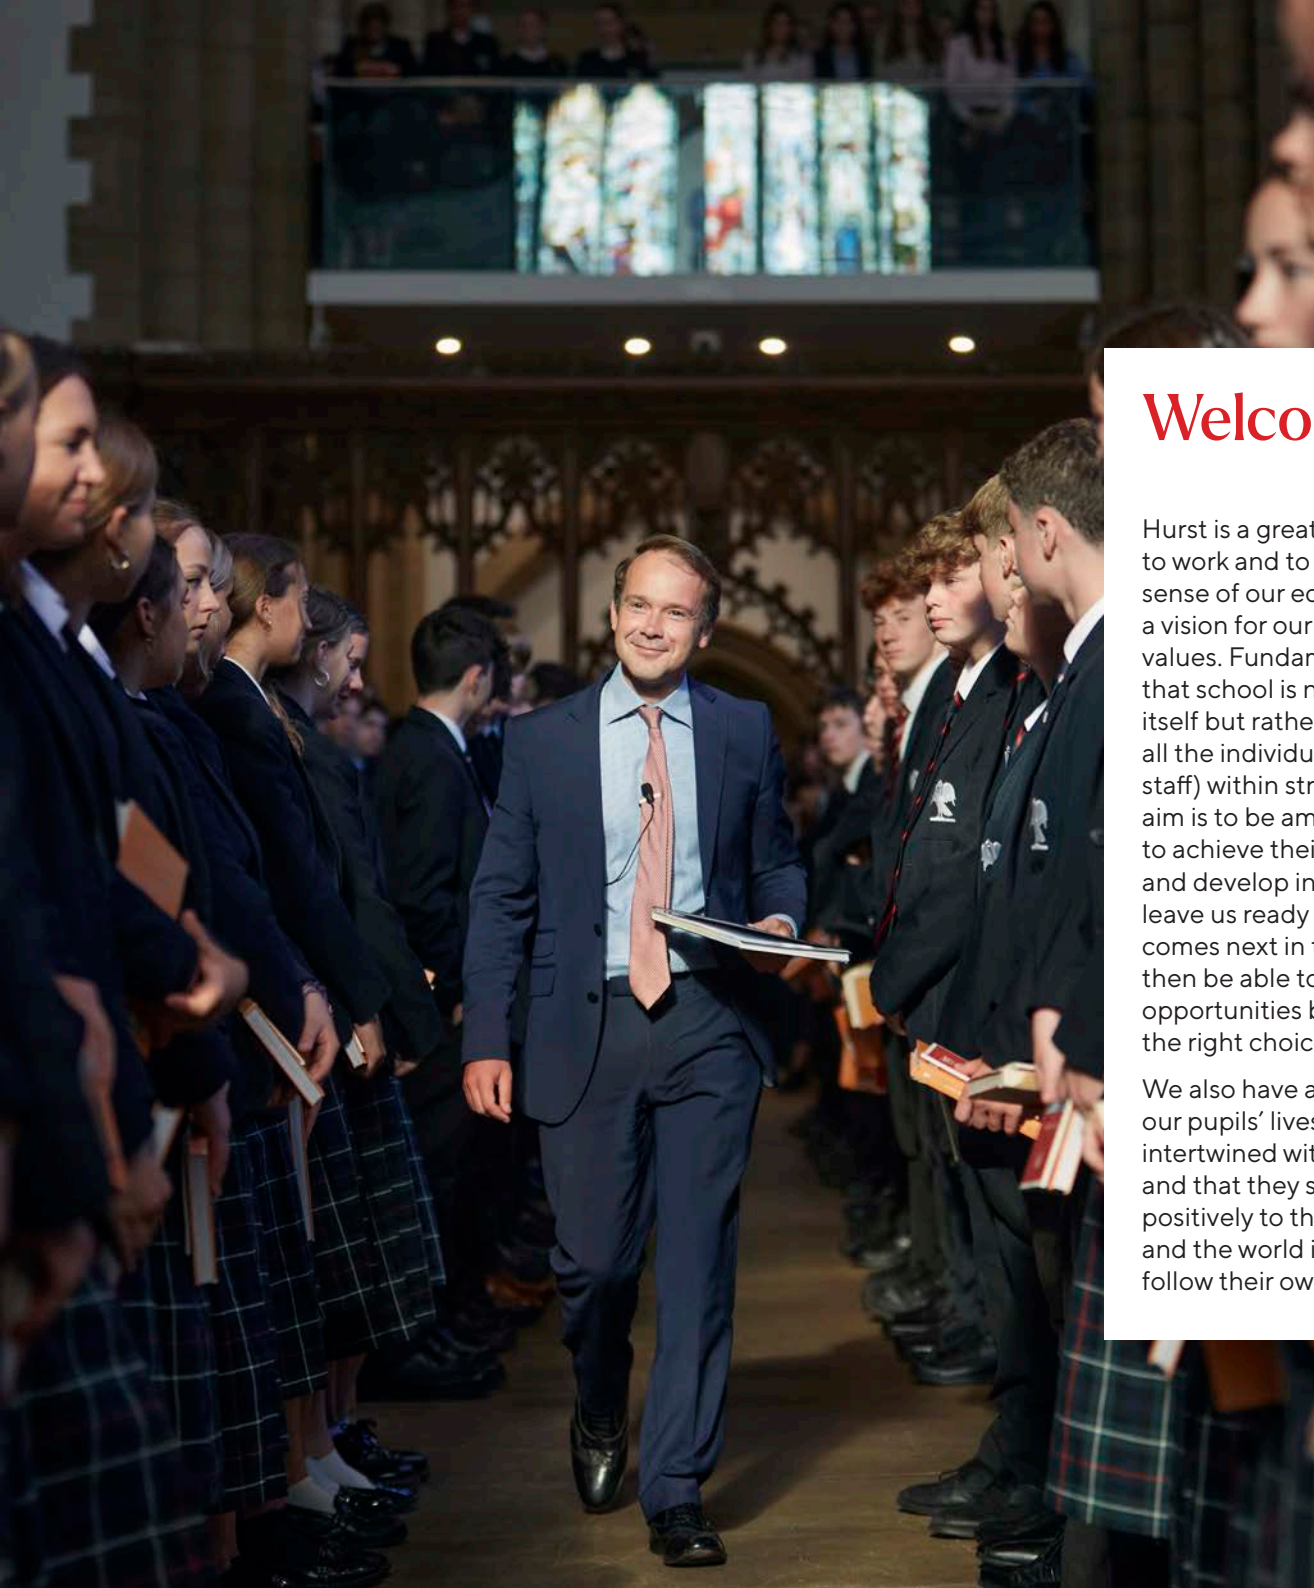 Welco
Hurst is a great
to work and to
sense of our ed
a vision for our
values. Fundam
that school is n
itself but rathe
all the individu
staff) within str
aim is to be am
to achieve thei
and develop in
leave us ready
comes next in t
then be able to
opportunities b
the right choic
We also have a
our pupils’ lives
intertwined wit
and that they s
positively to th
and the world i
follow their ow